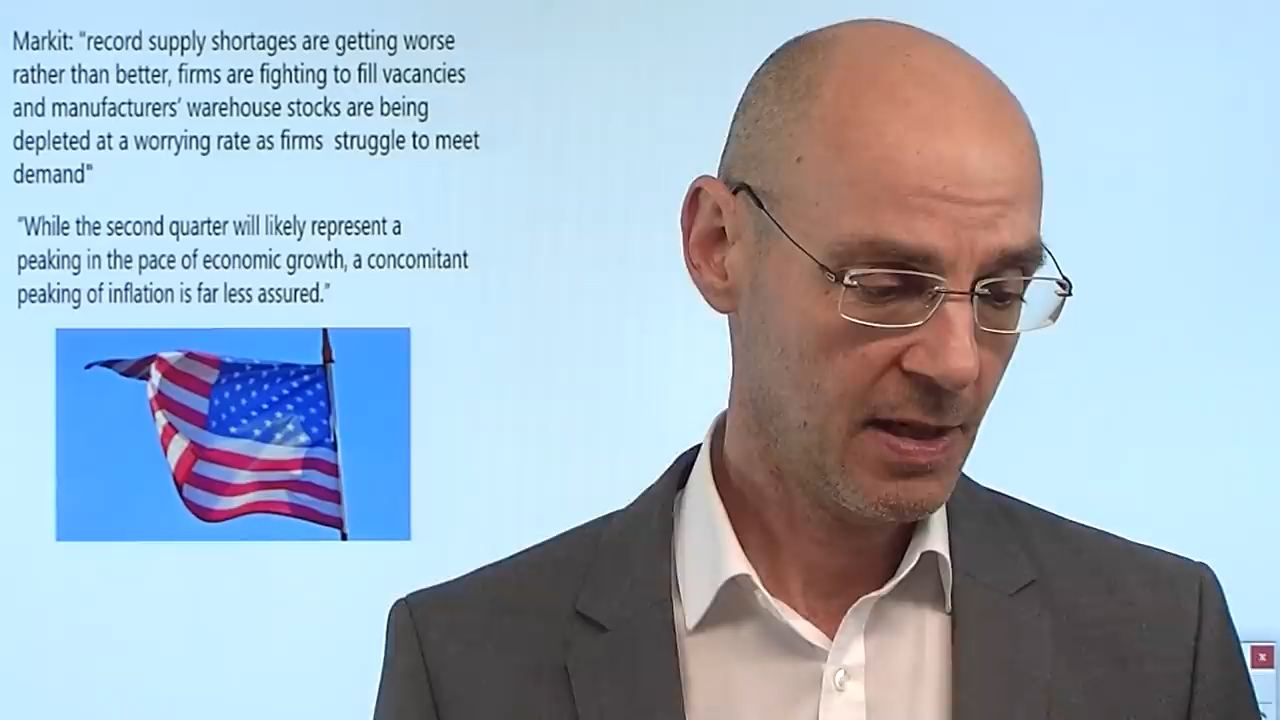 Markit: "record supply shortages are getting worse
rather than better, firms are fighting to fill vacancies
and manufacturers' warehouse stocks are being
depleted at a worrying rate as firms struggle to meet
demand"
"While the second quarter will likely represent a
peaking in the pace of economic growth, a concomitant
peaking of inflation is far less assured."
x